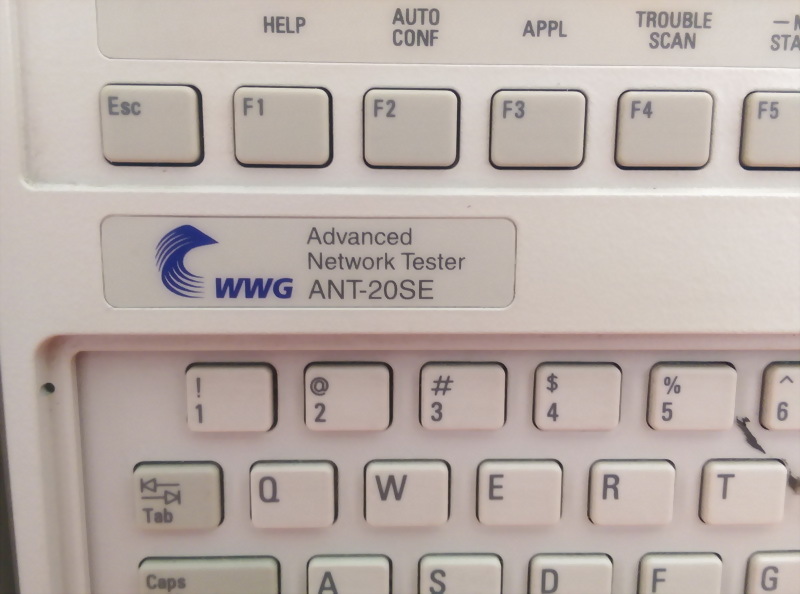 HELP
AUTO
CONF
APPL
TROUBLE
SCAN
Esc
F1
F2
F3
F4
F5
Advanced
Network Tester
WWG ANT-20SE
! @ # $ % ^
1 2 3 4 5 6
Tab Q W E R T
Caps A S D F G